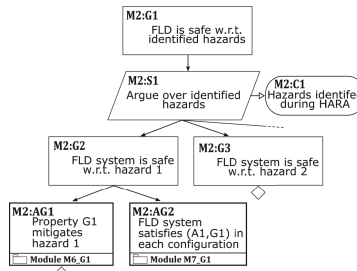 M2:G1
FLD is safe w.r.t.
identified hazards
M2:S1
Argue over identified
hazards
M2:C1
Hazards identifed
during HARA
M2:G2
FLD system is safe
w.r.t. hazard 1
M2:G3
FLD system is safe
w.r.t. hazard 2
M2:AG1
Property G1
mitigates
hazard 1
Module M6_G1
M2:AG2
FLD system
satisfies (A1,G1) in
each configuration
Module M7_G1